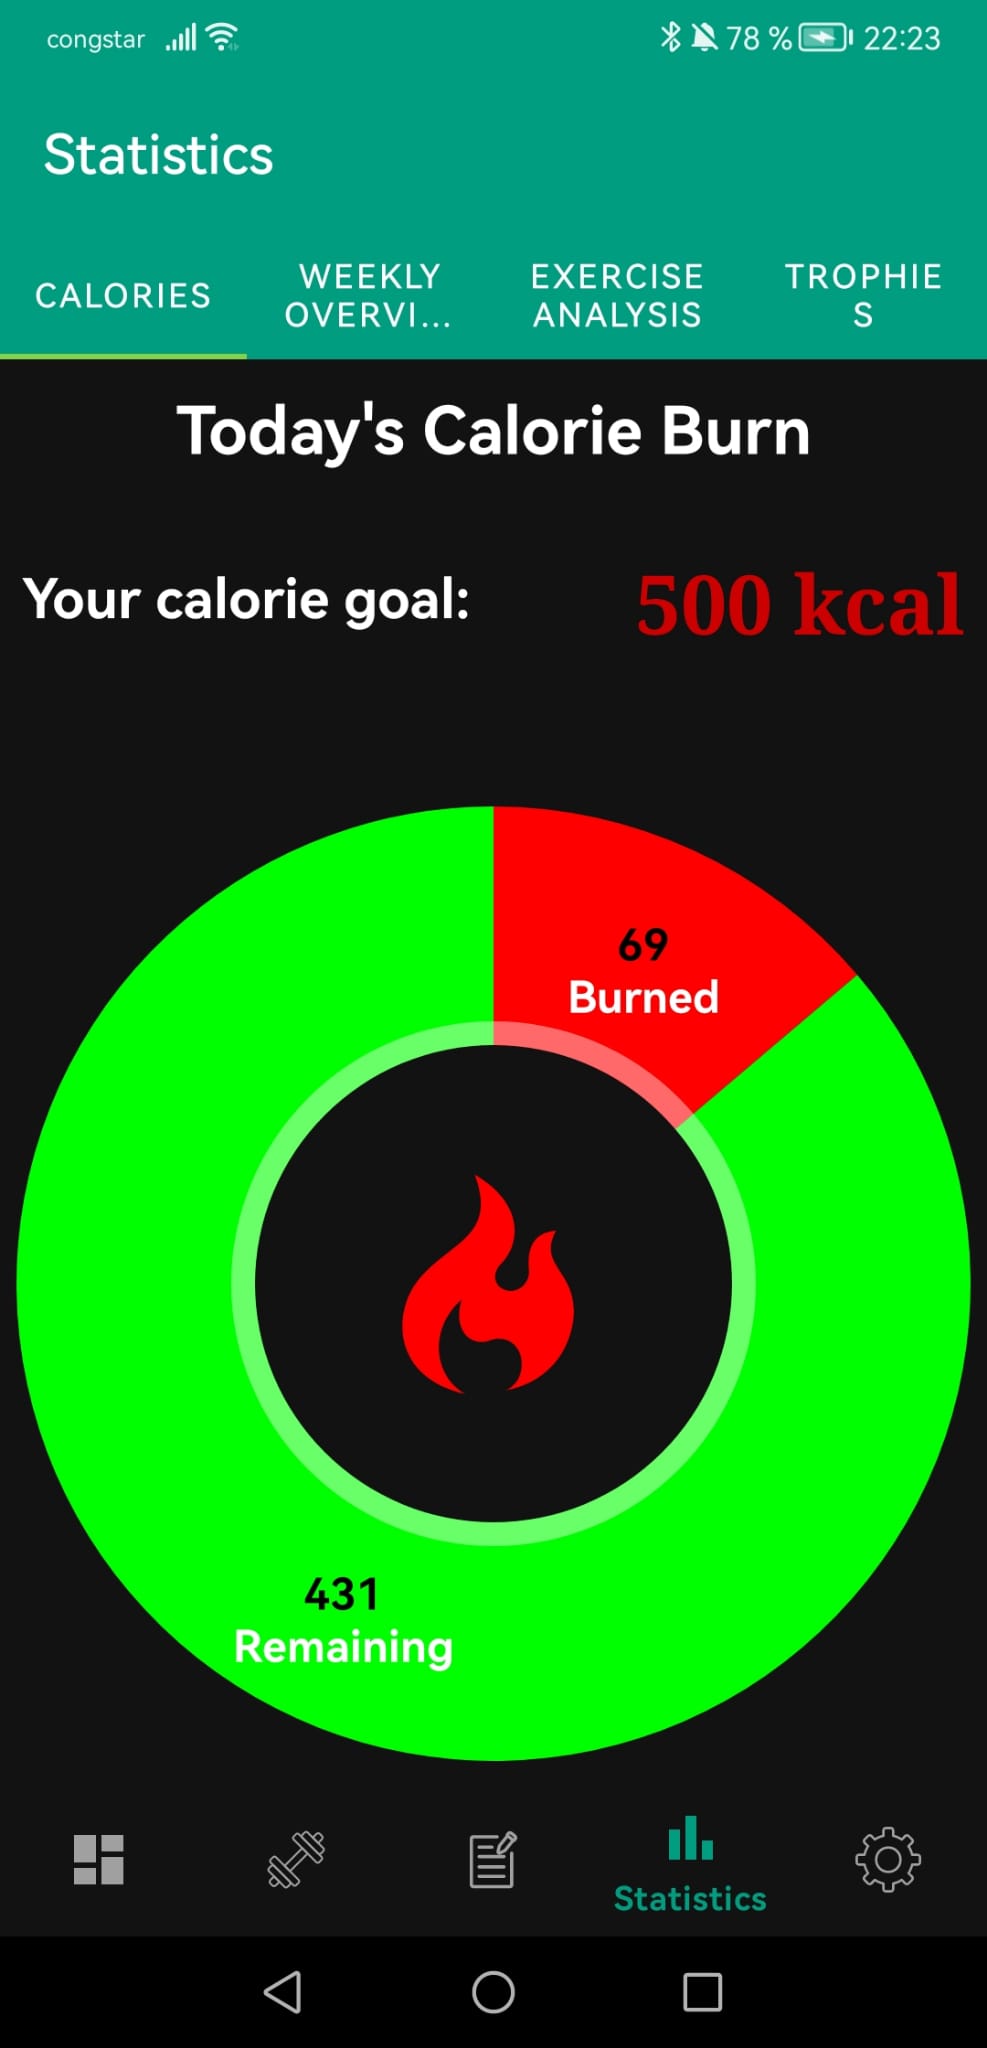 congstar 78 % 22:23
Statistics
CALORIES
WEEKLY
OVERVI...
EXERCISE
ANALYSIS
TROPHIE
S
Today's Calorie Burn
Your calorie goal: 500 kcal
69
Burned
431
Remaining
Statistics